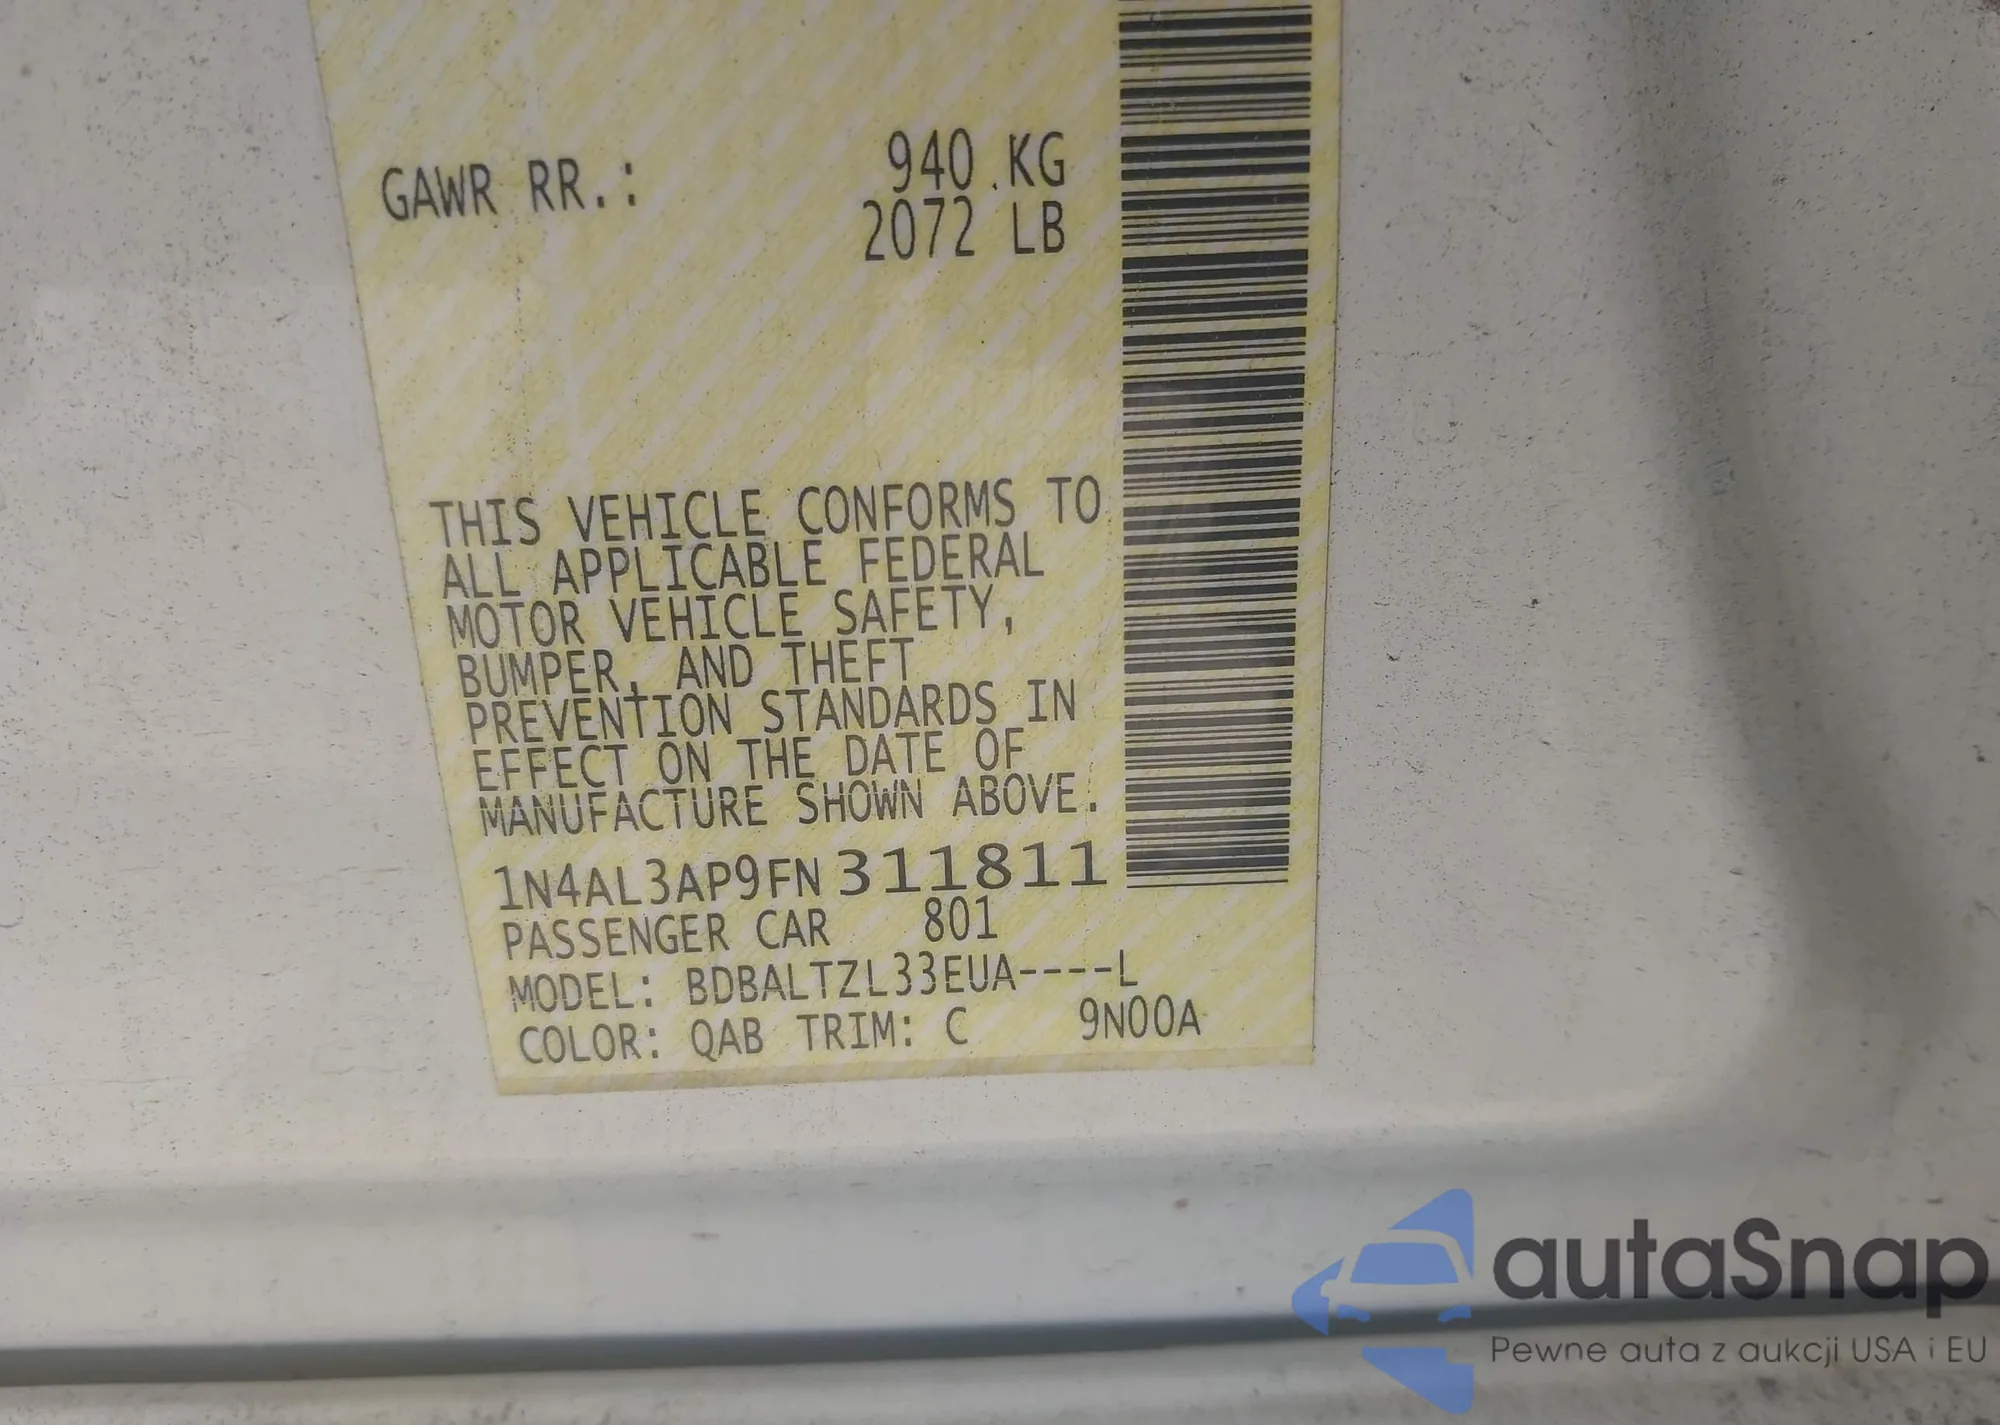 GAWR RR.: 940 KG
2072 LB
THIS VEHICLE CONFORMS TO
ALL APPLICABLE FEDERAL
MOTOR VEHICLE SAFETY,
BUMPER, AND THEFT
PREVENTION STANDARDS IN
EFFECT ON THE DATE OF
MANUFACTURE SHOWN ABOVE.
1N4AL3AP9FN311811
PASSENGER CAR 801
MODEL: BDBALTZL33EUA----L
COLOR: QAB TRIM: C 9N00A
autaSnap
Pewne auta z aukcji USA i EU